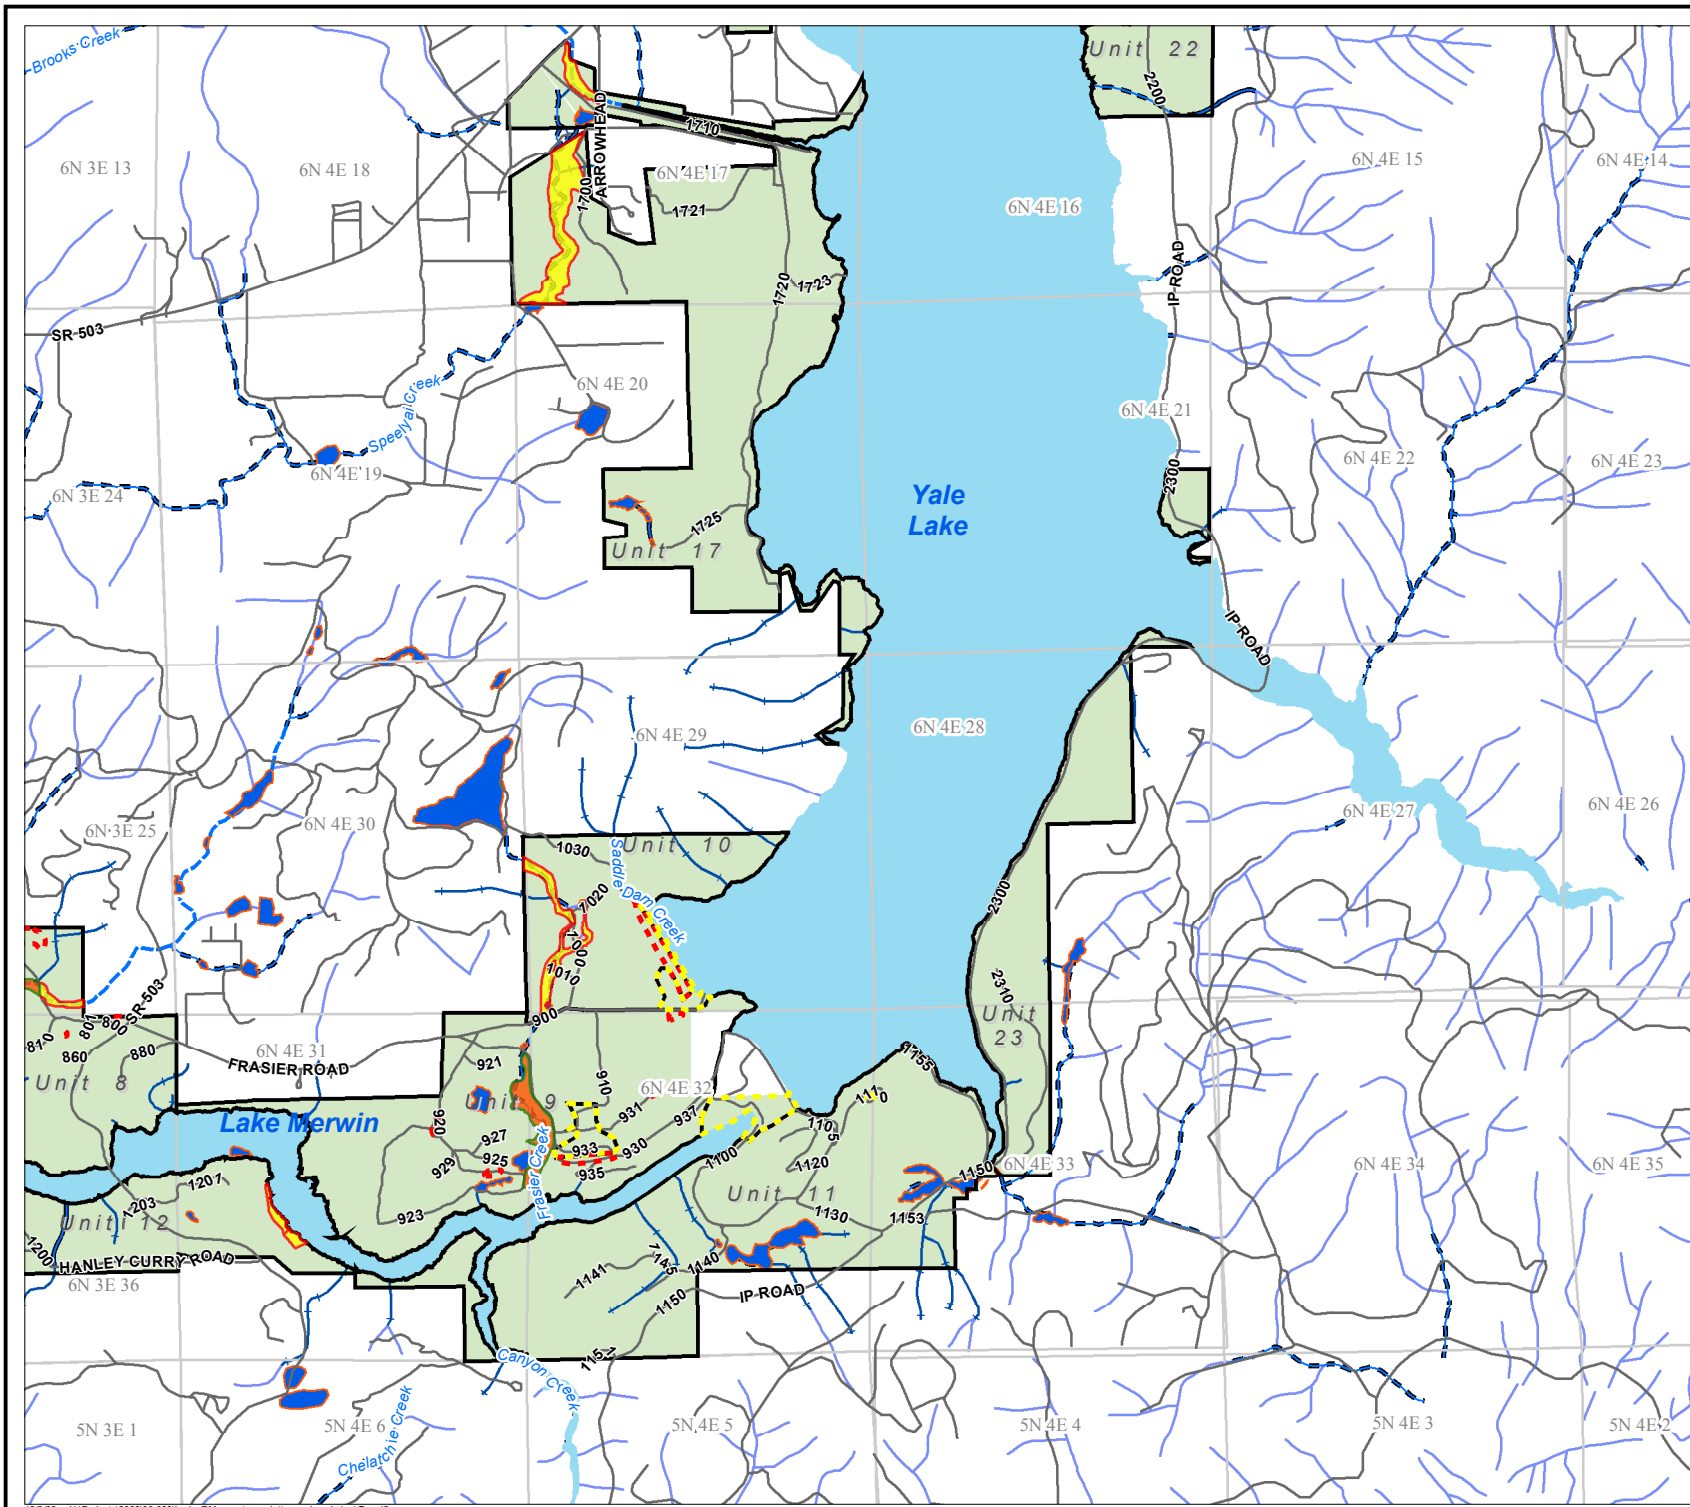 Brooks Creek
Unit 22
2200
ARROWHEAD
1710
6N 3E 13
6N 4E 18
6N 4E 17
6N 4E 15
6N 4E 14
1700
1721
6N 4E 16
IP ROAD
1720
1723
SR 503
6N 4E 20
Speelyai Creek
6N 4E 21
6N 4E 19
6N 3E 24
6N 4E 22
6N 4E 23
2300
Yale
Lake
1725
Unit 17
IP ROAD
6N 4E 29
6N 4E 28
6N 3E 25
6N 4E 30
6N 4E 27
6N 4E 26
1030
Unit 10
Saddle Dam Creek
1020
2300
1000
1010
2310
SR 503
900
801
800
810
860
880
6N 4E 31
FRASIER ROAD
Unit 8
921
910
6N 4E 32
Unit 23
1155
1110
Unit 9
931
937
Lake Merwin
920
927
925
929
933
930
935
1105
1100
1120
Frasier Creek
1150
6N 4E 33
6N 4E 34
6N 4E 35
1201
1203
Unit 12
923
Unit 11
1130
1153
1200
HANLEY CURRY ROAD
6N 3E 36
1141
1145
1140
1150
IP ROAD
1151
Canyon Creek
5N 3E 1
5N 4E 6
Chelatchie Creek
5N 4E 5
5N 4E 4
5N 4E 3
5N 4E 2